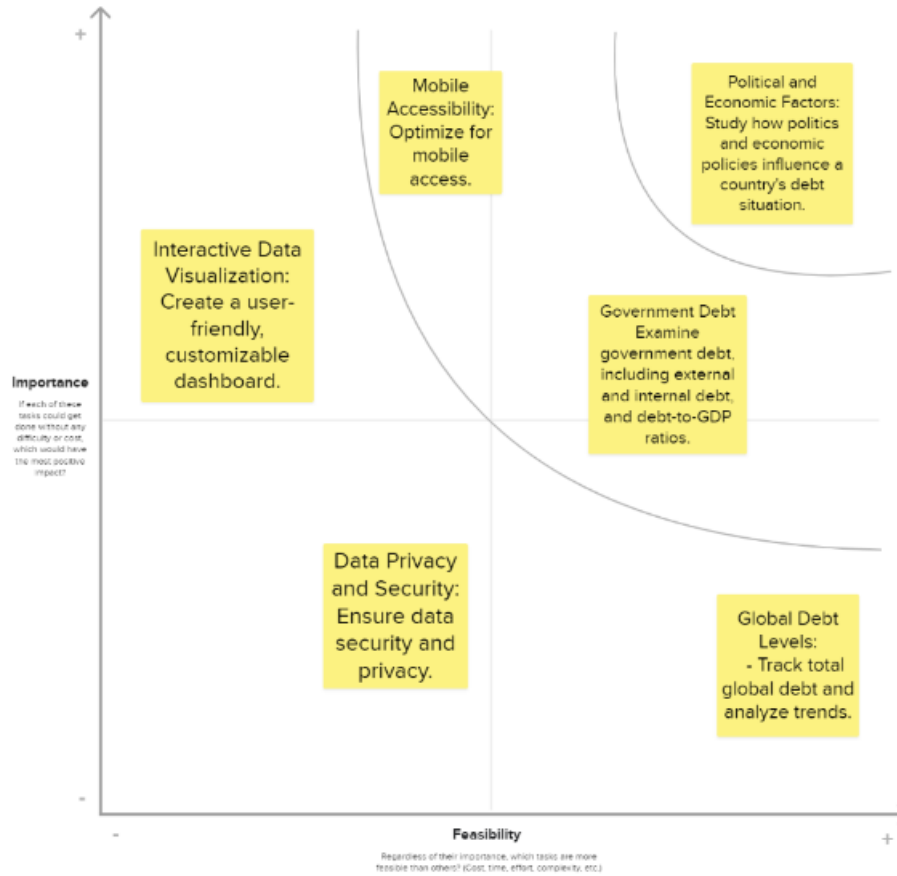 +
Mobile
Accessibility:
Optimize for
mobile
access.
Political and
Economic Factors:
Study how politics
and economic
policies influence a
country's debt
situation.
Interactive Data
Visualization:
Create a user-
friendly,
customizable
dashboard.
Government Debt
Examine
government debt,
including external
and internal debt,
and debt-to-GDP
ratios.
Importance
If each of these
tasks could get
done without any
difficulty or cost,
which would have
the most positive
impact?
Data Privacy
and Security:
Ensure data
security and
privacy.
Global Debt
Levels:
- Track total
global debt and
analyze trends.
-
-
Feasibility
+
Regardless of their importance, which tasks are more
feasible than others? (Cost, time, effort, complexity, etc.)